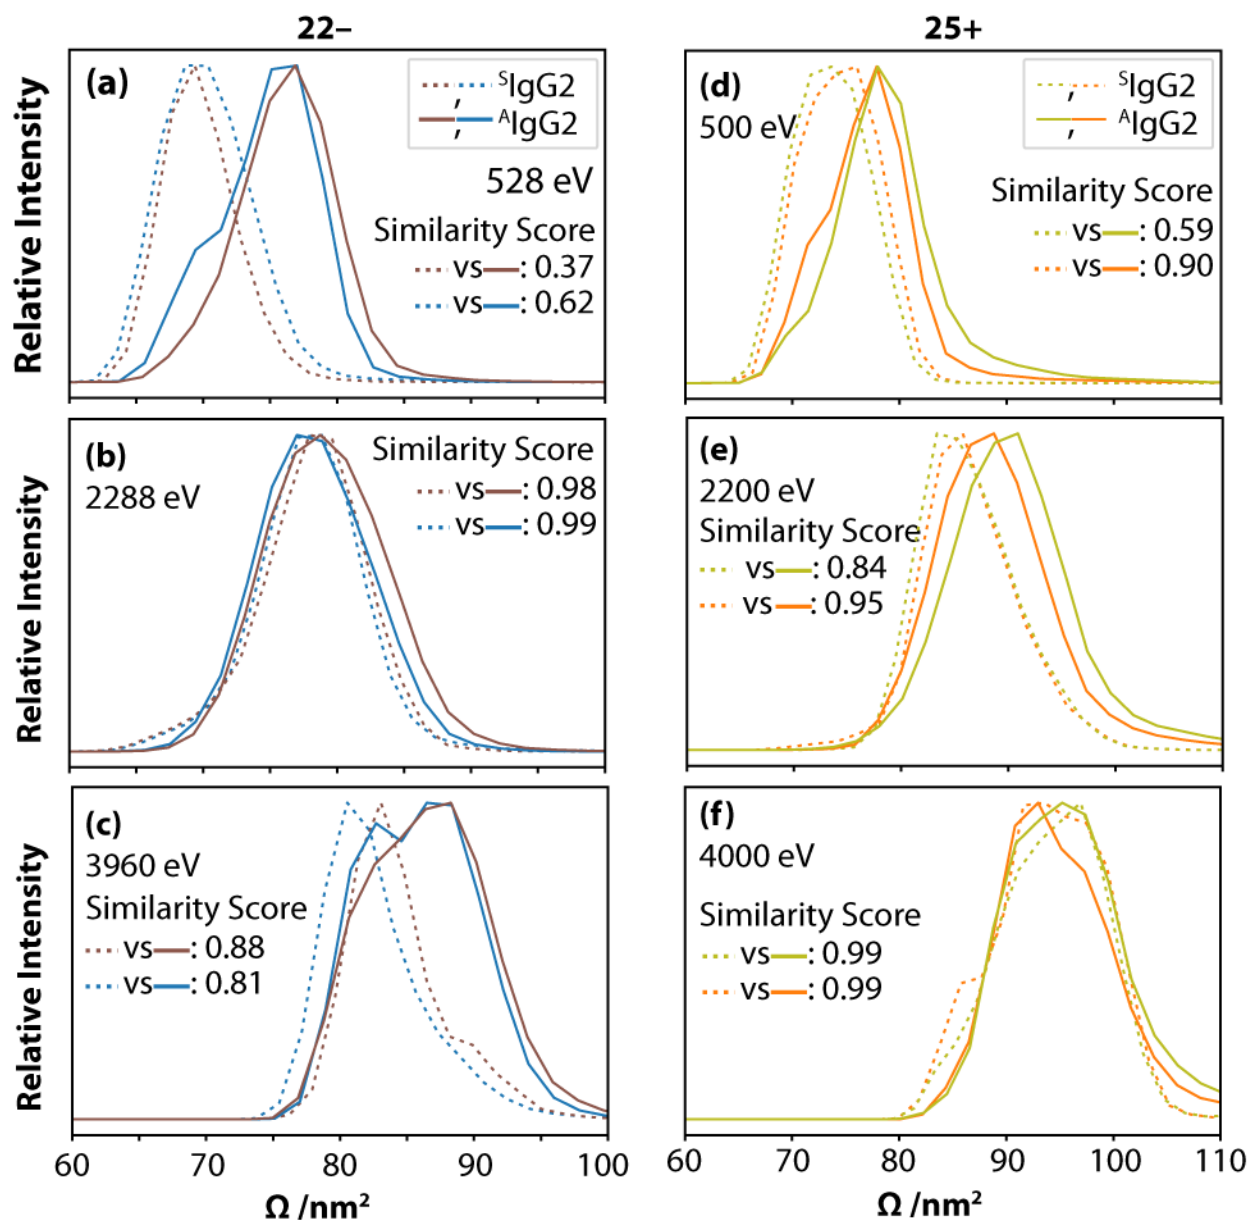 22–
25+
Relative Intensity
(a)
ˢIgG2
ᴬIgG2
528 eV
Similarity Score
vs : 0.37
vs : 0.62
(d)
500 eV
ˢIgG2
ᴬIgG2
Similarity Score
vs : 0.59
vs : 0.90
Relative Intensity
(b)
2288 eV
Similarity Score
vs : 0.98
vs : 0.99
(e)
2200 eV
Similarity Score
vs : 0.84
vs : 0.95
Relative Intensity
(c)
3960 eV
Similarity Score
vs : 0.88
vs : 0.81
(f)
4000 eV
Similarity Score
vs : 0.99
vs : 0.99
60 70 80 90 100
60 70 80 90 100 110
Ω /nm²
Ω /nm²